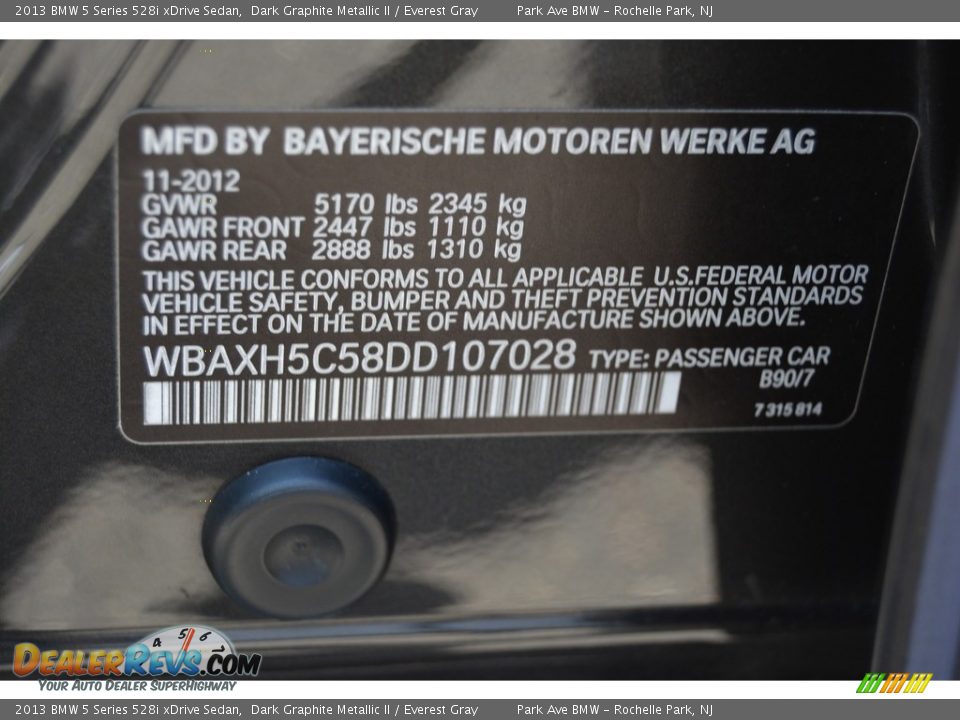 2013 BMW 5 Series 528i xDrive Sedan,  Dark Graphite Metallic II / Everest Gray    Park Ave BMW – Rochelle Park, NJ
MFD BY BAYERISCHE MOTOREN WERKE AG
11-2012
GVWR 5170 lbs 2345 kg
GAWR FRONT 2447 lbs 1110 kg
GAWR REAR 2888 lbs 1310 kg
THIS VEHICLE CONFORMS TO ALL APPLICABLE U.S.FEDERAL MOTOR
VEHICLE SAFETY, BUMPER AND THEFT PREVENTION STANDARDS
IN EFFECT ON THE DATE OF MANUFACTURE SHOWN ABOVE.
WBAXH5C58DD107028 TYPE: PASSENGER CAR
B90/7
7 315 814
4 5 6
DEALERREVS.COM
YOUR AUTO DEALER SUPERHIGHWAY
2013 BMW 5 Series 528i xDrive Sedan,  Dark Graphite Metallic II / Everest Gray    Park Ave BMW – Rochelle Park, NJ